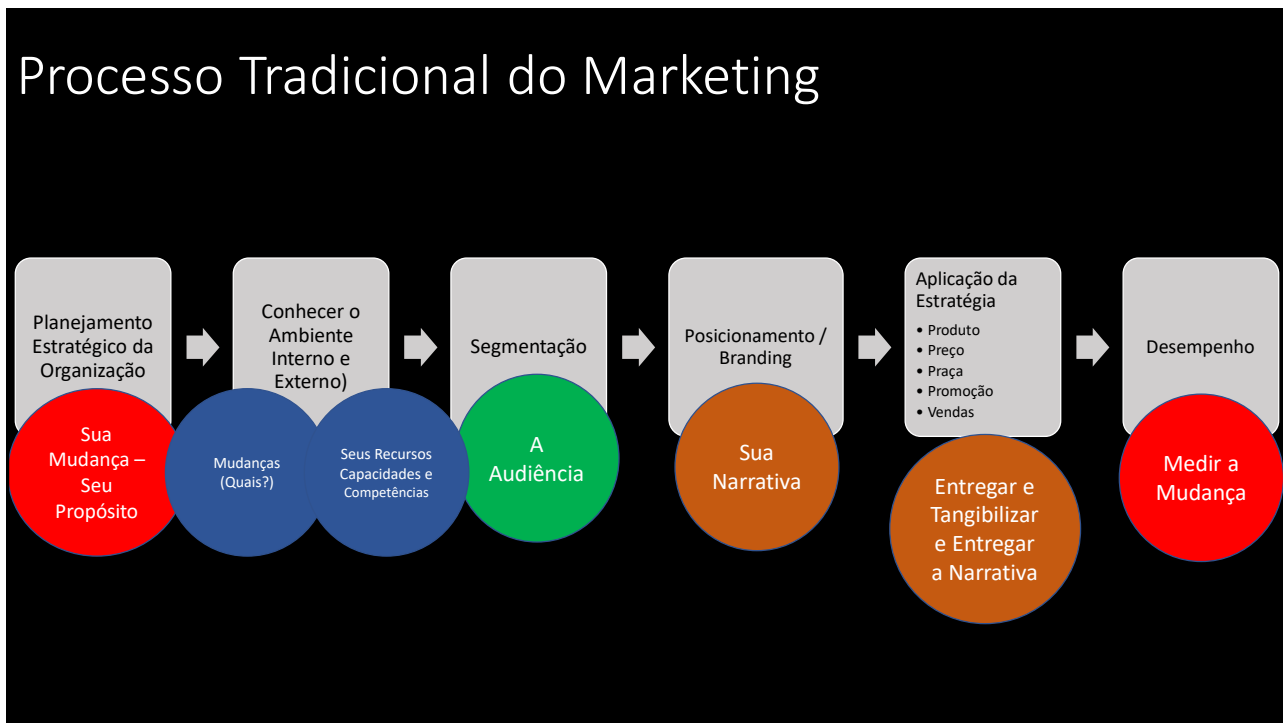 Processo Tradicional do Marketing
Planejamento
Estratégico da
Organização
Sua
Mudança –
Seu
Propósito
Conhecer o
Ambiente
Interno e
Externo)
Mudanças
(Quais?)
Seus Recursos
Capacidades e
Competências
Segmentação
A
Audiência
Posicionamento /
Branding
Sua
Narrativa
Aplicação da
Estratégia
• Produto
• Preço
• Praça
• Promoção
• Vendas
Entregar e
Tangibilizar
e Entregar
a Narrativa
Desempenho
Medir a
Mudança